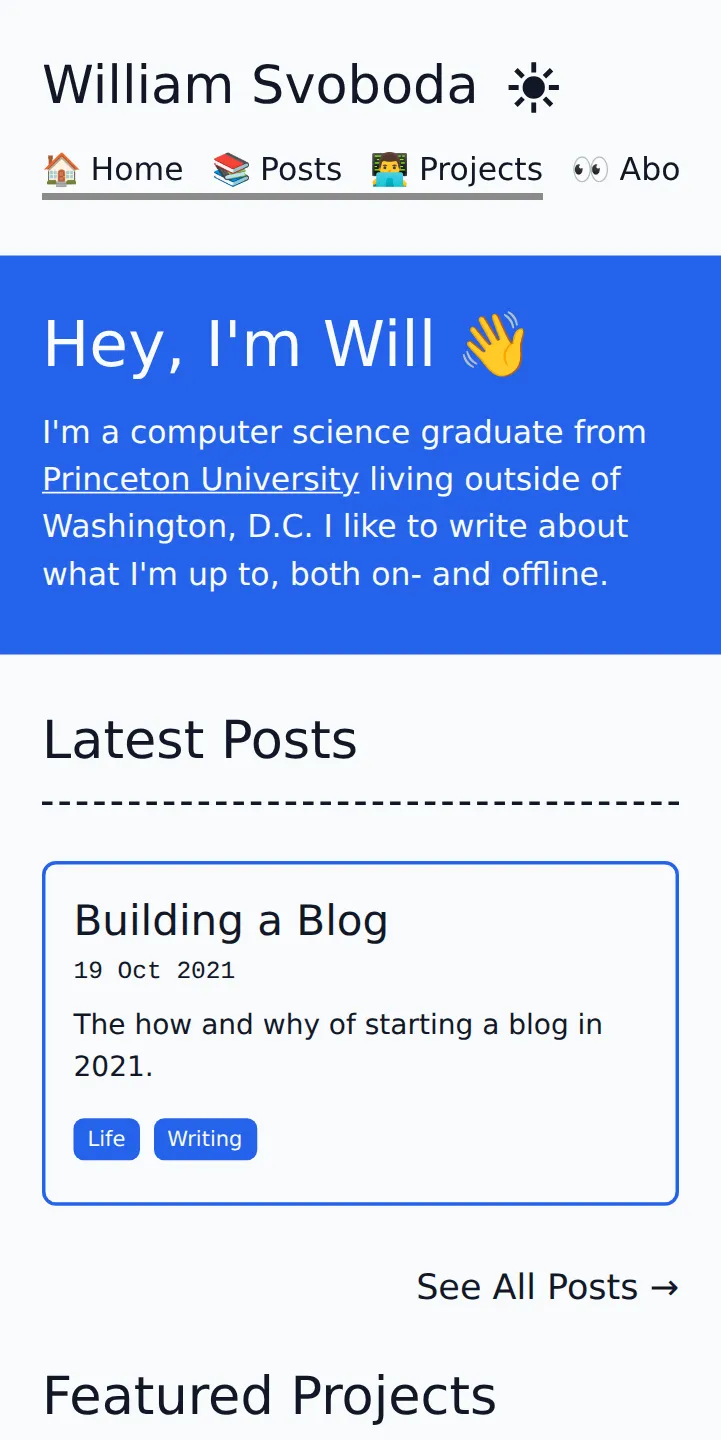 William Svoboda ☀
🏠 Home 📚 Posts 👨‍💻 Projects 👀 Abo
Hey, I'm Will 👋
I'm a computer science graduate from
Princeton University living outside of
Washington, D.C. I like to write about
what I'm up to, both on- and offline.
Latest Posts
Building a Blog
19 Oct 2021
The how and why of starting a blog in
2021.
Life Writing
See All Posts →
Featured Projects